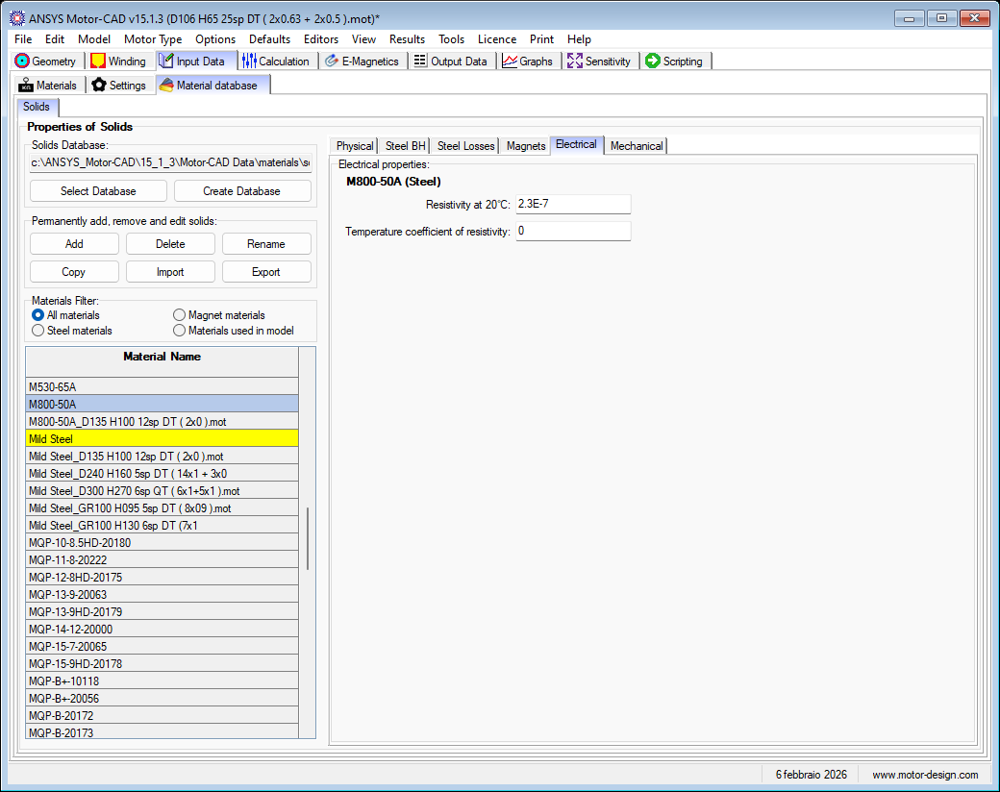 ANSYS Motor-CAD v15.1.3 (D106 H65 25sp DT ( 2x0.63 + 2x0.5 ).mot)*
File Edit Model Motor Type Options Defaults Editors View Results Tools Licence Print Help
Geometry Winding Input Data Calculation E-Magnetics Output Data Graphs Sensitivity Scripting
Materials Settings Material database
Solids
Properties of Solids
Solids Database:
c:\ANSYS_Motor-CAD\15_1_3\Motor-CAD Data\materials\s
Select Database Create Database
Permanently add, remove and edit solids:
Add Delete Rename
Copy Import Export
Materials Filter:
All materials Magnet materials
Steel materials Materials used in model
Material Name
M530-65A
M800-50A
M800-50A_D135 H100 12sp DT ( 2x0 ).mot
Mild Steel
Mild Steel_D135 H100 12sp DT ( 2x0 ).mot
Mild Steel_D240 H160 5sp DT ( 14x1 + 3x0
Mild Steel_D300 H270 6sp QT ( 6x1+5x1 ).mot
Mild Steel_GR100 H095 5sp DT ( 8x09 ).mot
Mild Steel_GR100 H130 6sp DT (7x1
MQP-10-8.5HD-20180
MQP-11-8-20222
MQP-12-8HD-20175
MQP-13-9-20063
MQP-13-9HD-20179
MQP-14-12-20000
MQP-15-7-20065
MQP-15-9HD-20178
MQP-B+-10118
MQP-B+-20056
MQP-B-20172
MQP-B-20173
Physical Steel BH Steel Losses Magnets Electrical Mechanical
Electrical properties:
M800-50A (Steel)
Resistivity at 20°C: 2.3E-7
Temperature coefficient of resistivity: 0
6 febbraio 2026 www.motor-design.com